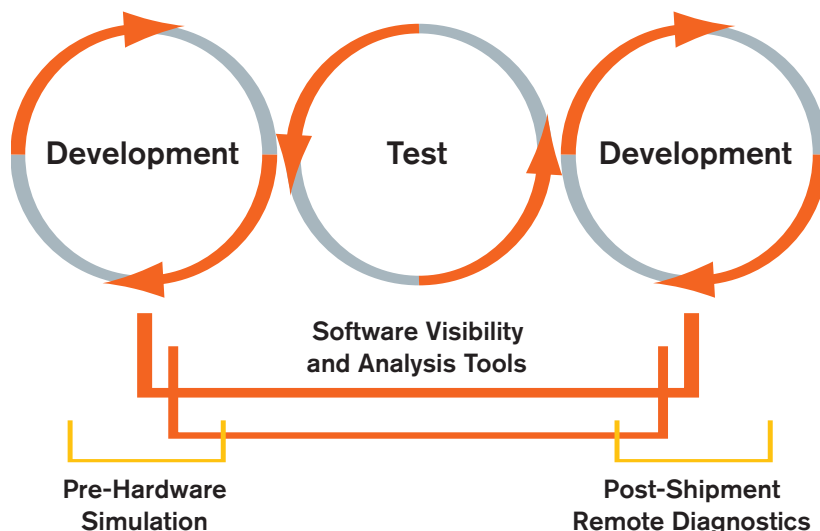 Development
Test
Development
Software Visibility
and Analysis Tools
Pre-Hardware
Simulation
Post-Shipment
Remote Diagnostics